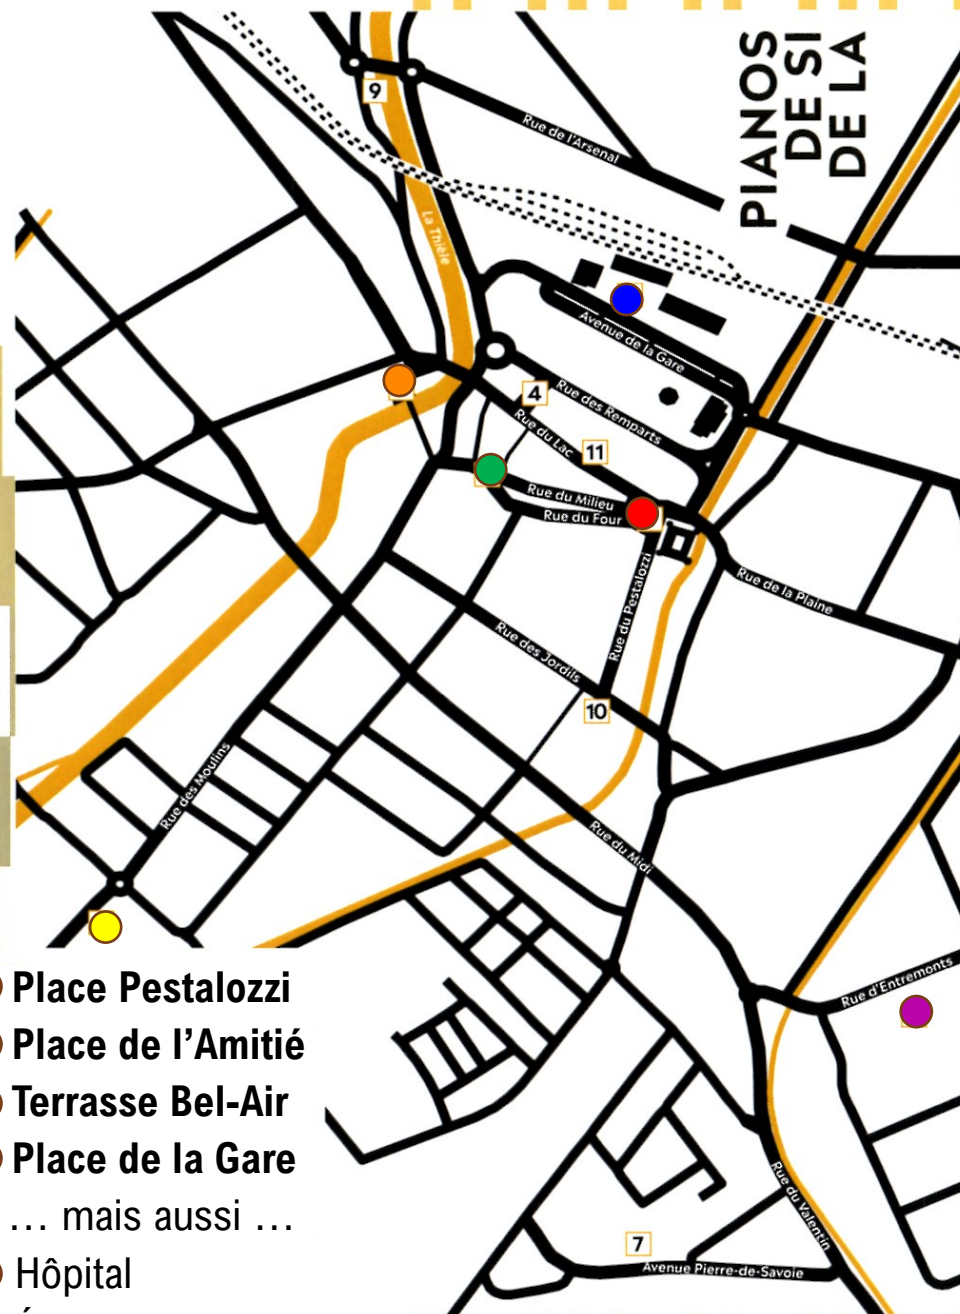 PIANOS
DE SI
DE LA
9
Rue de l'Arsenal
La Thièle
Avenue de la Gare
4
Rue des Remparts
Rue du Lac
11
Rue du Milieu
Rue du Four
Rue du Pestalozzi
Rue de la Plaine
Rue des Jordils
10
Rue des Moulins
Rue du Midi
Rue d'Entremonts
Place Pestalozzi
Place de l’Amitié
Terrasse Bel-Air
Place de la Gare
… mais aussi …
Hôpital
Rue du Valentin
7
Avenue Pierre-de-Savoie